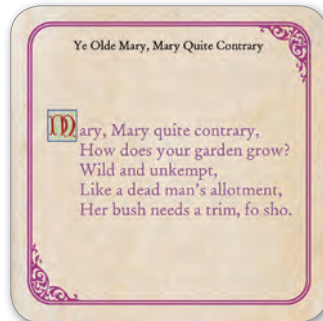 Ye Olde Mary, Mary Quite Contrary
Mary, Mary quite contrary,
How does your garden grow?
Wild and unkempt,
Like a dead man's allotment,
Her bush needs a trim, fo sho.